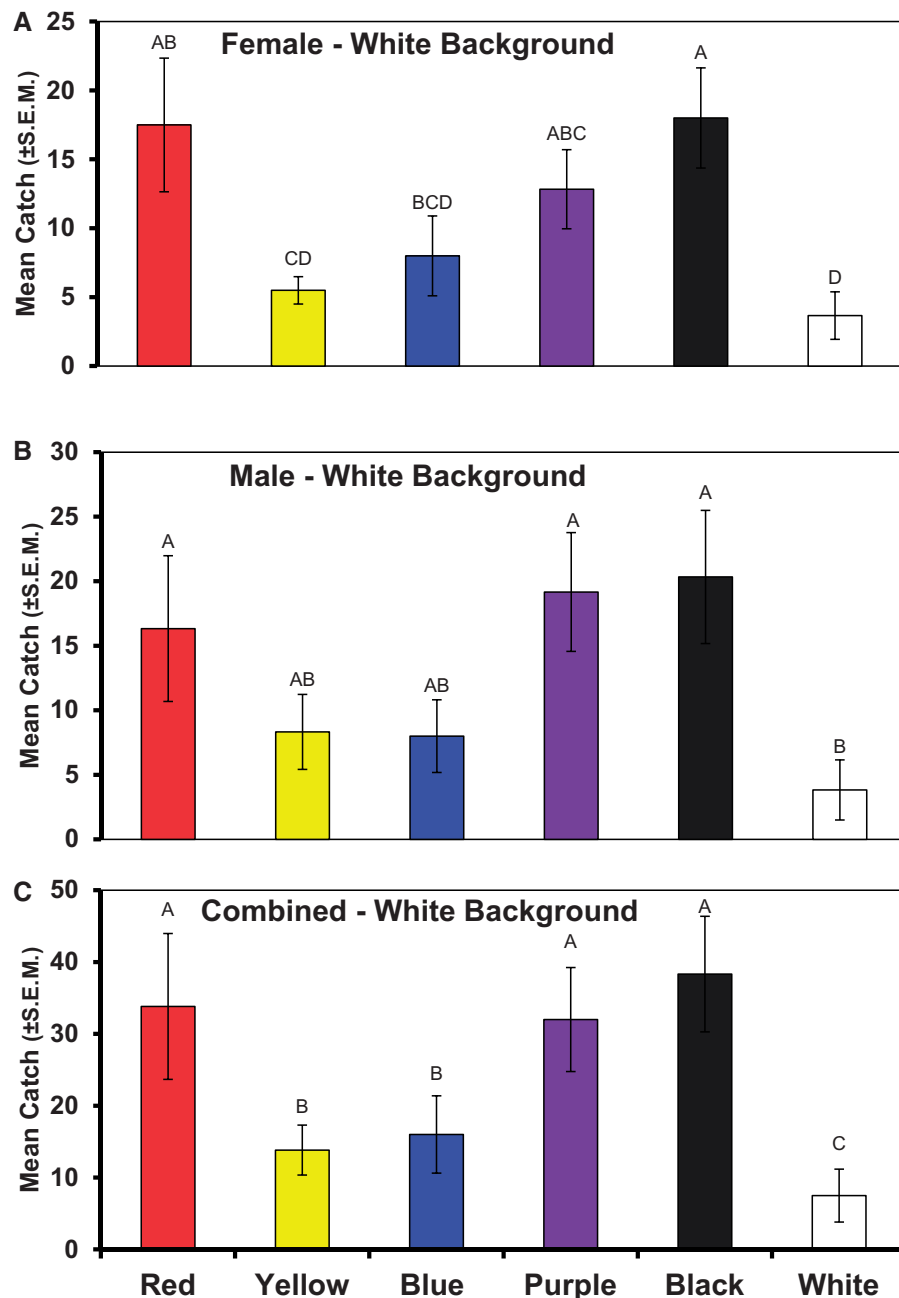 A
Female - White Background
Mean Catch (±S.E.M.)
25
20
15
10
5
0
AB
CD
BCD
ABC
A
D
B
Male - White Background
Mean Catch (±S.E.M.)
30
25
20
15
10
5
0
A
AB
AB
A
A
B
C
Combined - White Background
Mean Catch (±S.E.M.)
50
40
30
20
10
0
A
B
B
A
A
C
Red Yellow Blue Purple Black White